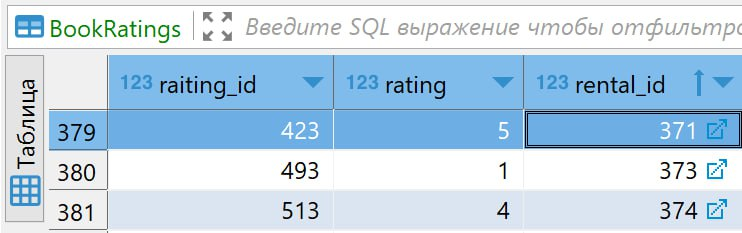 BookRatings Введите SQL выражение чтобы отфильтро
Таблица
123 raiting_id 123 rating 123 rental_id
379 423 5 371
380 493 1 373
381 513 4 374